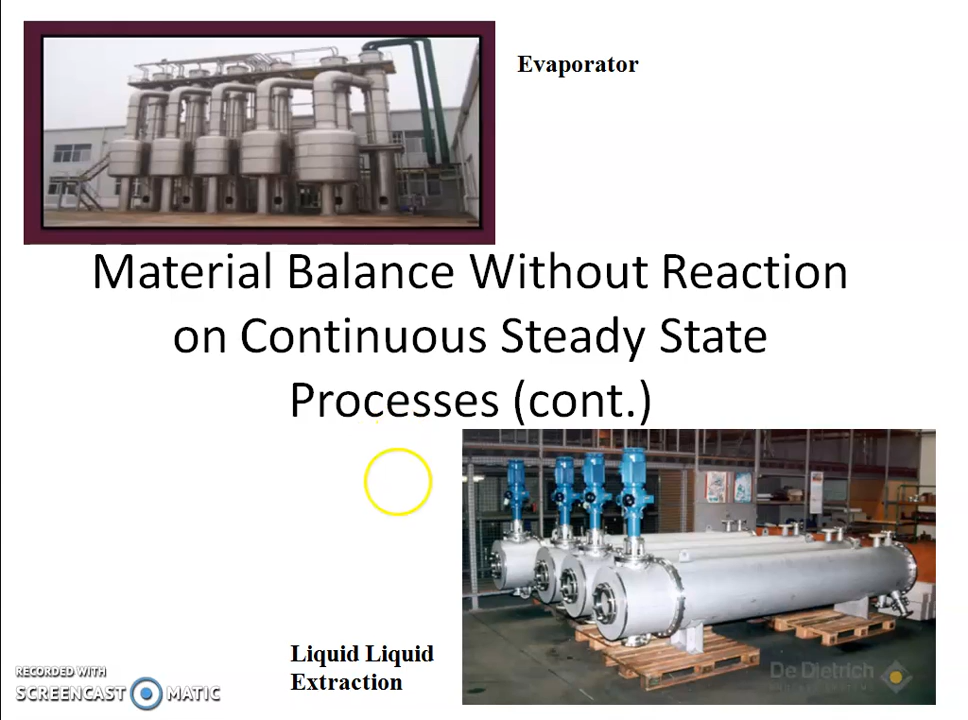 Evaporator
Material Balance Without Reaction
on Continuous Steady State
Processes (cont.)
Liquid Liquid
Extraction
RECORDED WITH
SCREENCAST MATIC
De Dietrich